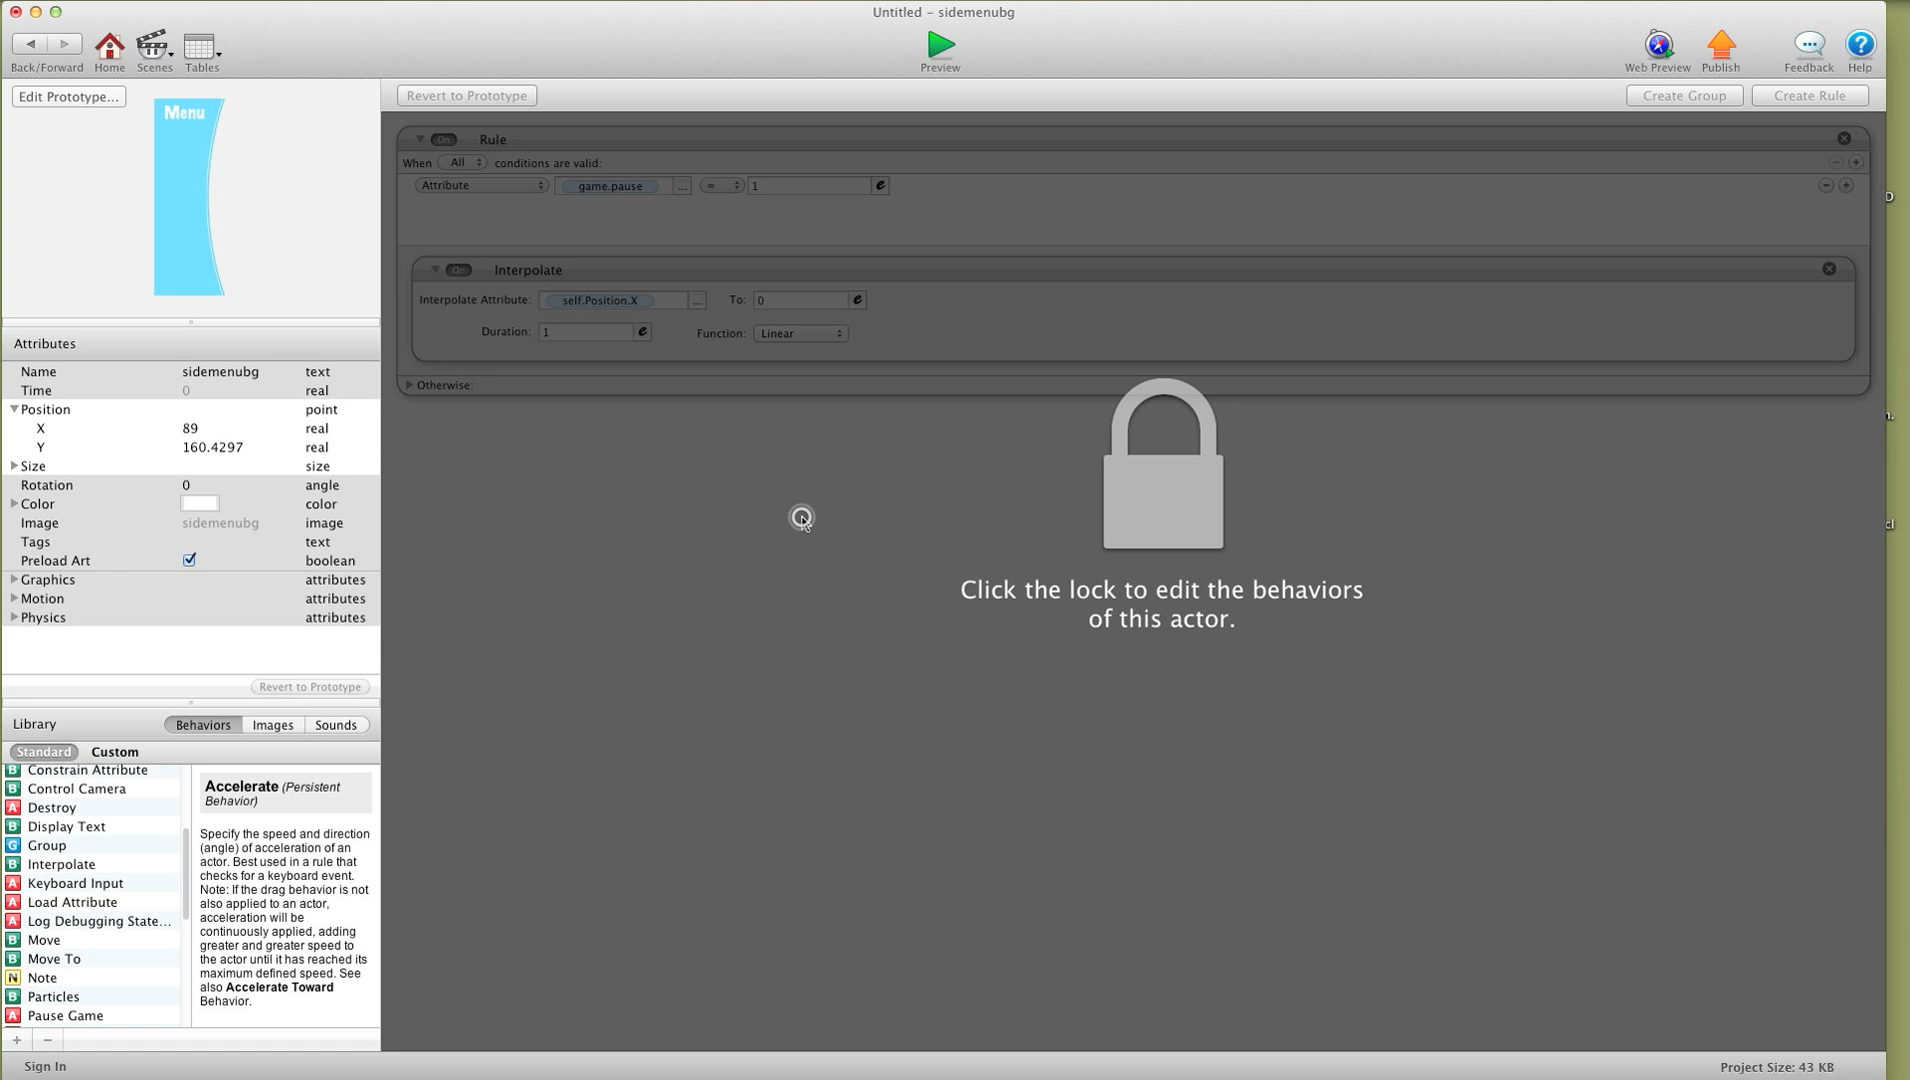 Untitled - sidemenubg
Back/Forward Home Scenes Tables Preview Web Preview Publish Feedback Help
Edit Prototype... Revert to Prototype Create Group Create Rule
Menu
On Rule
When All conditions are valid:
Attribute game.pause ... = 1 e
On Interpolate
Interpolate Attribute: self.Position.X ... To: 0 e
Duration: 1 e Function: Linear
Otherwise:
Click the lock to edit the behaviors
of this actor.
Attributes
Name sidemenubg text
Time 0 real
Position point
X 89 real
Y 160.4297 real
Size size
Rotation 0 angle
Color color
Image sidemenubg image
Tags text
Preload Art boolean
Graphics attributes
Motion attributes
Physics attributes
Revert to Prototype
Library Behaviors Images Sounds
Standard Custom
B Constrain Attribute
B Control Camera
A Destroy
B Display Text
G Group
B Interpolate
A Keyboard Input
A Load Attribute
A Log Debugging State...
B Move
B Move To
N Note
B Particles
A Pause Game
Accelerate (Persistent
Behavior)
Specify the speed and direction
(angle) of acceleration of an
actor. Best used in a rule that
checks for a keyboard event.
Note: If the drag behavior is not
also applied to an actor,
acceleration will be
continuously applied, adding
greater and greater speed to
the actor until it has reached its
maximum defined speed. See
also Accelerate Toward
Behavior.
Sign In
Project Size: 43 KB